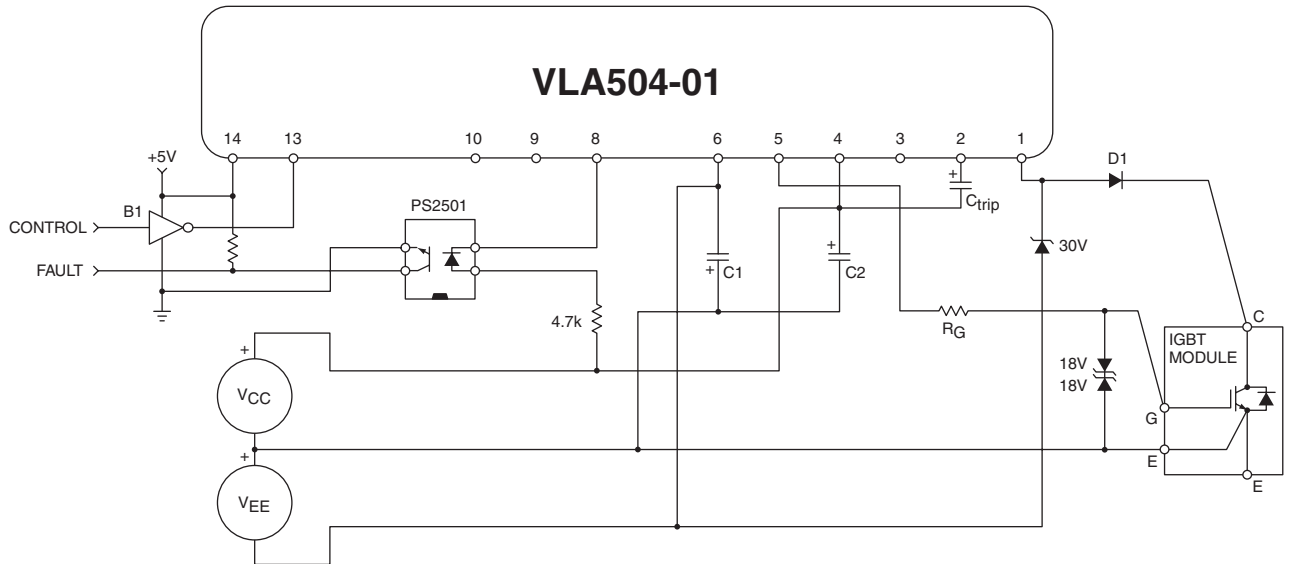 VLA504-01
14 13 10 9 8 6 5 4 3 2 1
+5V
D1
+
Ctrip
B1
PS2501
CONTROL
30V
+
+
C1
C2
FAULT
4.7k
RG
C
IGBT
MODULE
+
18V
18V
VCC
G
+
E
VEE
E